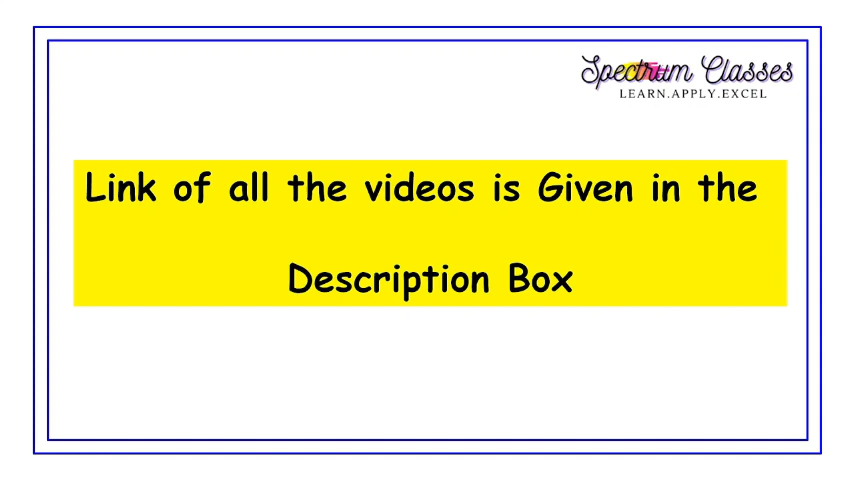 Spectrum Classes
LEARN.APPLY.EXCEL
Link of all the videos is Given in the
Description Box